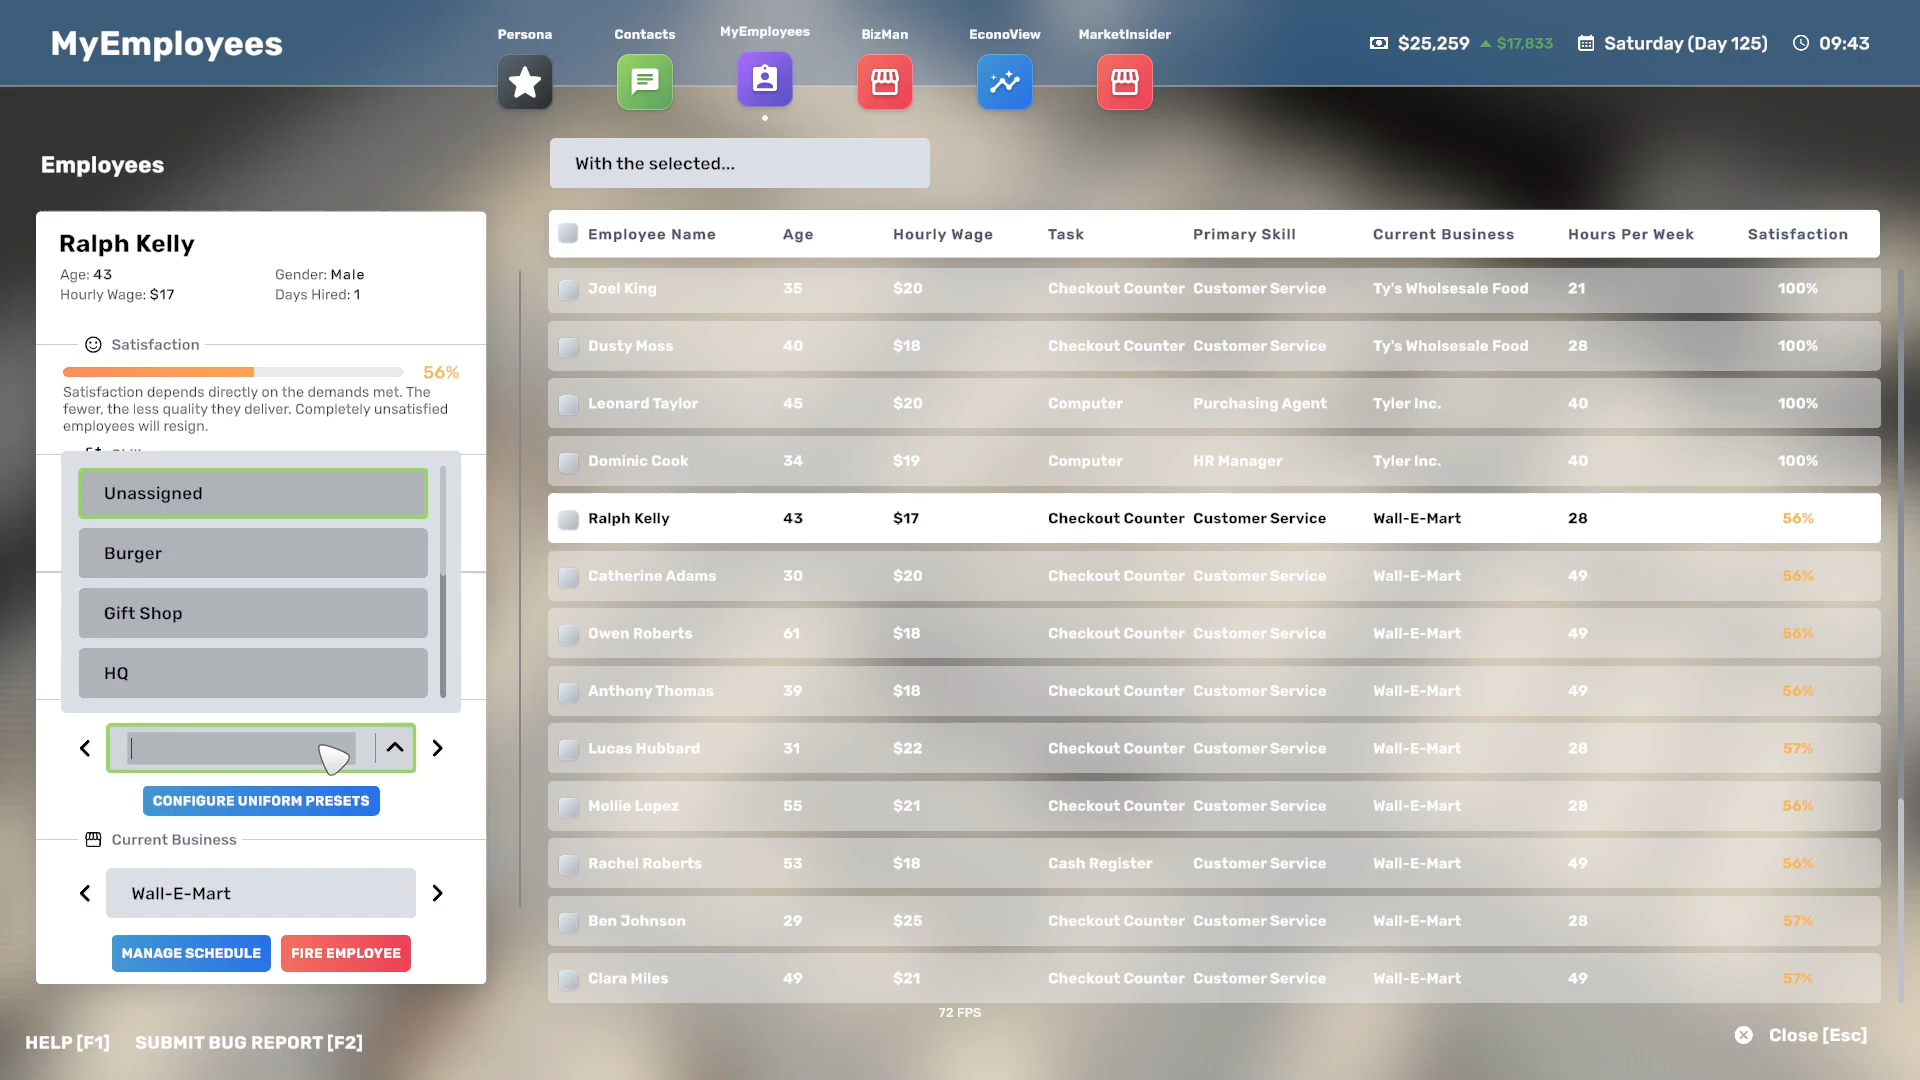 MyEmployees
Persona
Contacts
MyEmployees
BizMan
EconoView
MarketInsider
$25,259
$17,833
Saturday (Day 125)
09:43
Employees
With the selected...
Ralph Kelly
Age: 43
Gender: Male
Hourly Wage: $17
Days Hired: 1
Satisfaction
56%
Satisfaction depends directly on the demands met. The
fewer, the less quality they deliver. Completely unsatisfied
employees will resign.
Unassigned
Burger
Gift Shop
HQ
CONFIGURE UNIFORM PRESETS
Current Business
Wall-E-Mart
MANAGE SCHEDULE
FIRE EMPLOYEE
Employee Name Age Hourly Wage Task Primary Skill Current Business Hours Per Week Satisfaction
Joel King 35 $20 Checkout Counter Customer Service Ty's Wholsesale Food 21 100%
Dusty Moss 40 $18 Checkout Counter Customer Service Ty's Wholsesale Food 28 100%
Leonard Taylor 45 $20 Computer Purchasing Agent Tyler Inc. 40 100%
Dominic Cook 34 $19 Computer HR Manager Tyler Inc. 40 100%
Ralph Kelly 43 $17 Checkout Counter Customer Service Wall-E-Mart 28 56%
Catherine Adams 30 $20 Checkout Counter Customer Service Wall-E-Mart 49 56%
Owen Roberts 61 $18 Checkout Counter Customer Service Wall-E-Mart 49 56%
Anthony Thomas 39 $18 Checkout Counter Customer Service Wall-E-Mart 49 56%
Lucas Hubbard 31 $22 Checkout Counter Customer Service Wall-E-Mart 28 57%
Mollie Lopez 55 $21 Checkout Counter Customer Service Wall-E-Mart 28 56%
Rachel Roberts 53 $18 Cash Register Customer Service Wall-E-Mart 49 56%
Ben Johnson 29 $25 Checkout Counter Customer Service Wall-E-Mart 28 57%
Clara Miles 49 $21 Checkout Counter Customer Service Wall-E-Mart 49 57%
72 FPS
HELP [F1]
SUBMIT BUG REPORT [F2]
Close [Esc]